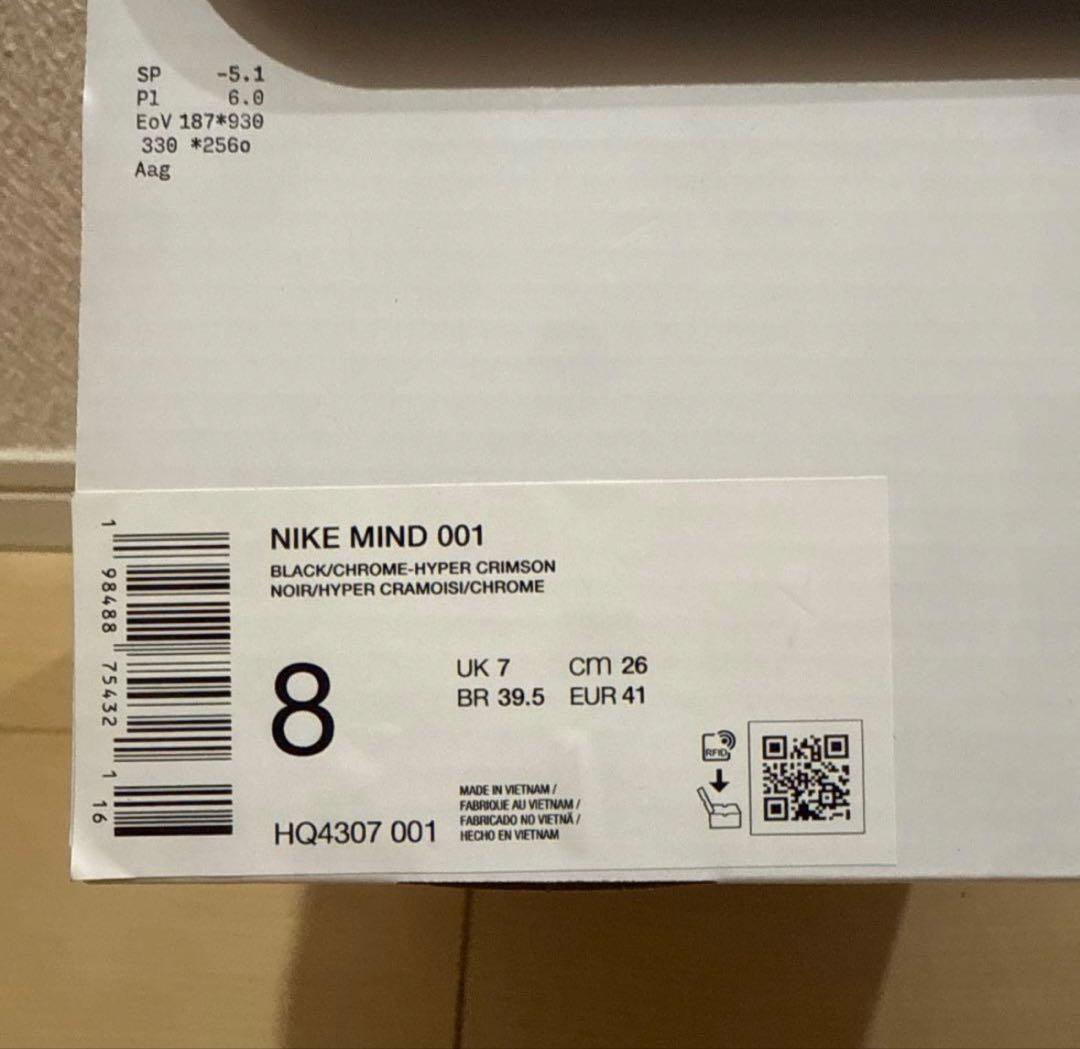 SP -5.1
Pl 6.0
EoV 187*930
330 *256o
Aag
NIKE MIND 001
BLACK/CHROME-HYPER CRIMSON
NOIR/HYPER CRAMOISI/CHROME
8
UK 7 cm 26
BR 39.5 EUR 41
RFID
MADE IN VIETNAM /
FABRIQUE AU VIETNAM /
FABRICADO NO VIETNÃ /
HECHO EN VIETNAM
HQ4307 001
1 98488 75432 1 16